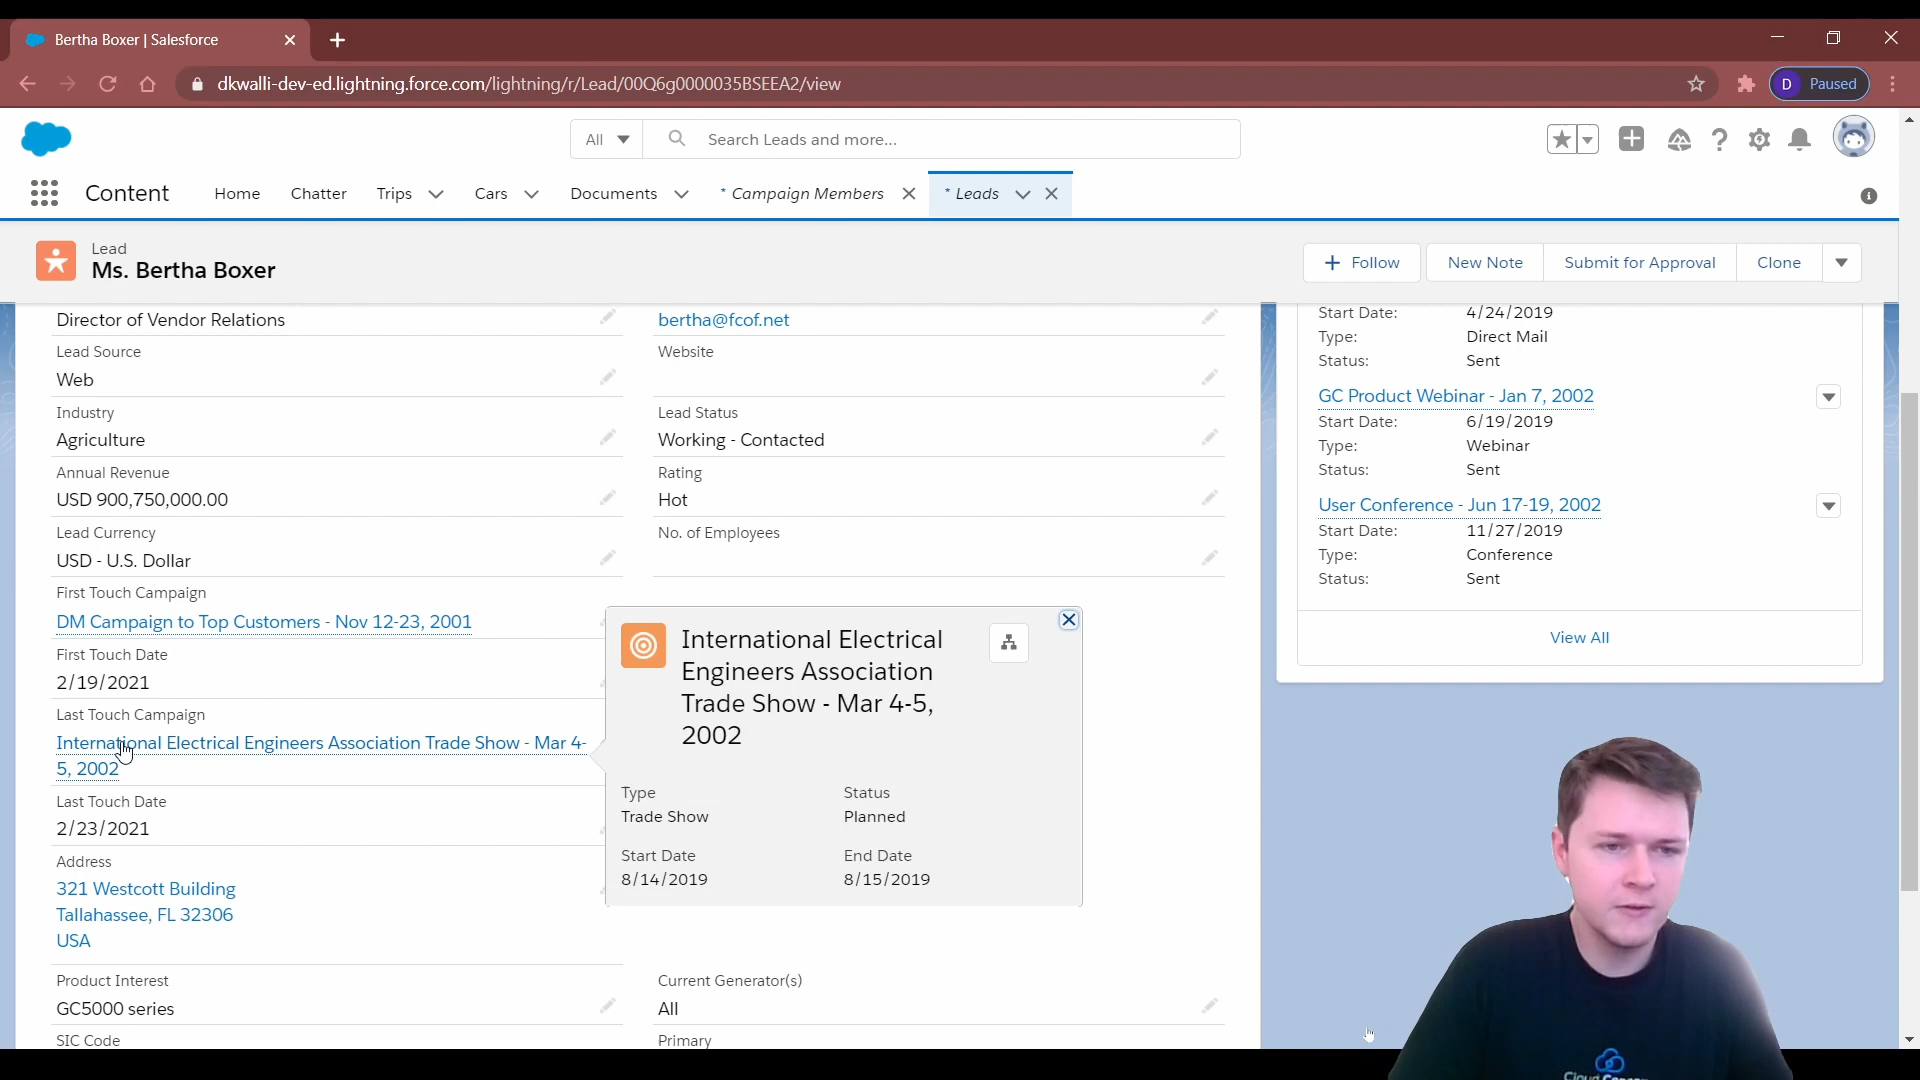 Bertha Boxer | Salesforce
dkwalli-dev-ed.lightning.force.com/lightning/r/Lead/00Q6g0000035BSEEA2/view
D Paused
All
Search Leads and more...
Content
Home
Chatter
Trips
Cars
Documents
* Campaign Members
* Leads
Lead
Ms. Bertha Boxer
Follow
New Note
Submit for Approval
Clone
Director of Vendor Relations
bertha@fcof.net
Lead Source
Web
Website
Industry
Agriculture
Lead Status
Working - Contacted
Annual Revenue
USD 900,750,000.00
Rating
Hot
Lead Currency
USD - U.S. Dollar
No. of Employees
First Touch Campaign
DM Campaign to Top Customers - Nov 12-23, 2001
First Touch Date
2/19/2021
Last Touch Campaign
International Electrical Engineers Association Trade Show - Mar 4-
5, 2002
Last Touch Date
2/23/2021
Address
321 Westcott Building
Tallahassee, FL 32306
USA
Product Interest
GC5000 series
Current Generator(s)
All
SIC Code
Primary
International Electrical
Engineers Association
Trade Show - Mar 4-5,
2002
Type
Trade Show
Status
Planned
Start Date
8/14/2019
End Date
8/15/2019
Start Date: 4/24/2019
Type: Direct Mail
Status: Sent
GC Product Webinar - Jan 7, 2002
Start Date: 6/19/2019
Type: Webinar
Status: Sent
User Conference - Jun 17-19, 2002
Start Date: 11/27/2019
Type: Conference
Status: Sent
View All
Cloud